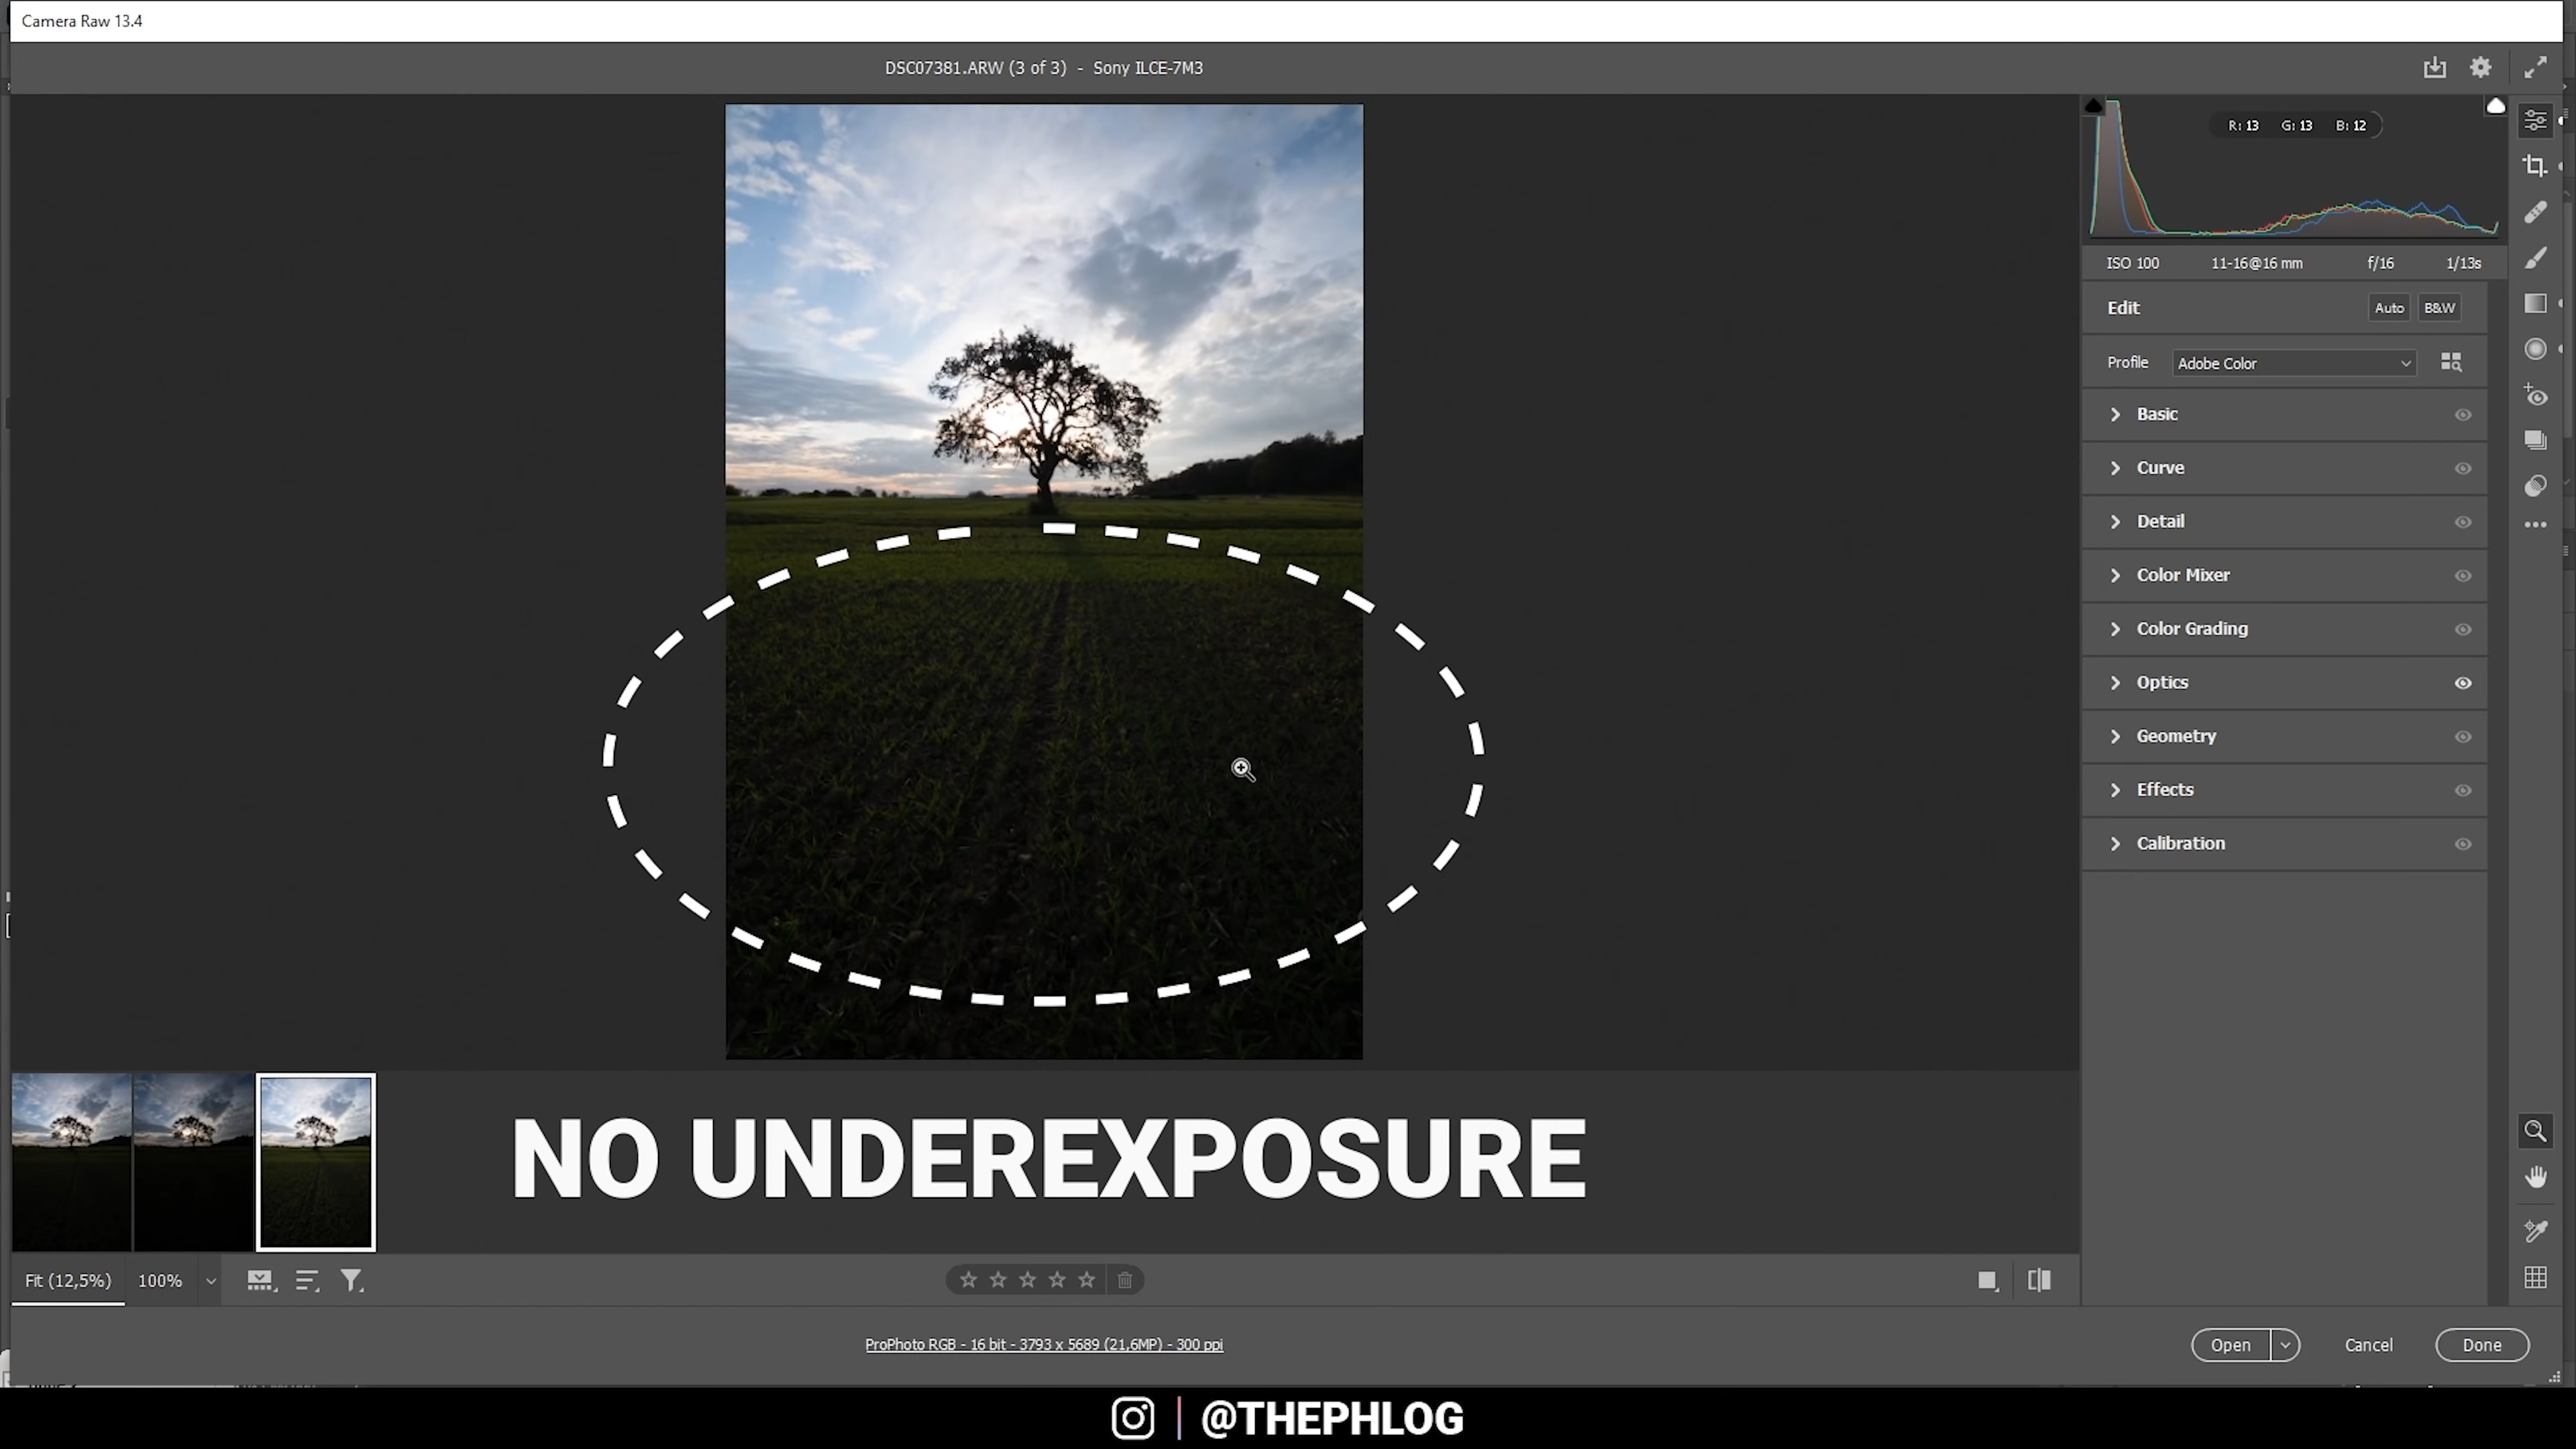 Camera Raw 13.4
DSC07381.ARW (3 of 3) - Sony ILCE-7M3
R: 13 G: 13 B: 12
ISO 100 11-16@16 mm f/16 1/13s
Edit Auto B&W
Profile Adobe Color
Basic
Curve
Detail
Color Mixer
Color Grading
Optics
Geometry
Effects
Calibration
NO UNDEREXPOSURE
Fit (12,5%) 100%
ProPhoto RGB - 16 bit - 3793 x 5689 (21,6MP) - 300 ppi
Open Cancel Done
@THEPHLOG